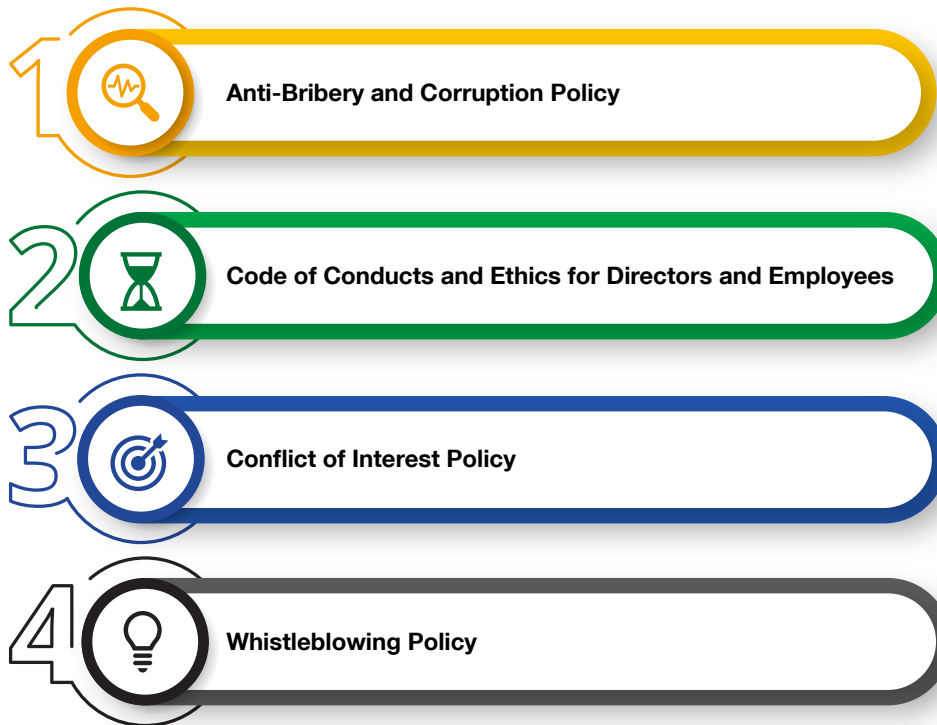 1
Anti-Bribery and Corruption Policy
2
Code of Conducts and Ethics for Directors and Employees
3
Conflict of Interest Policy
4
Whistleblowing Policy